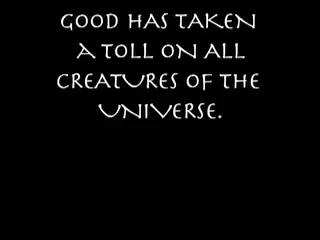 GOOD HAS TAKEN
A TOLL ON ALL
CREATURES OF THE
UNIVERSE.